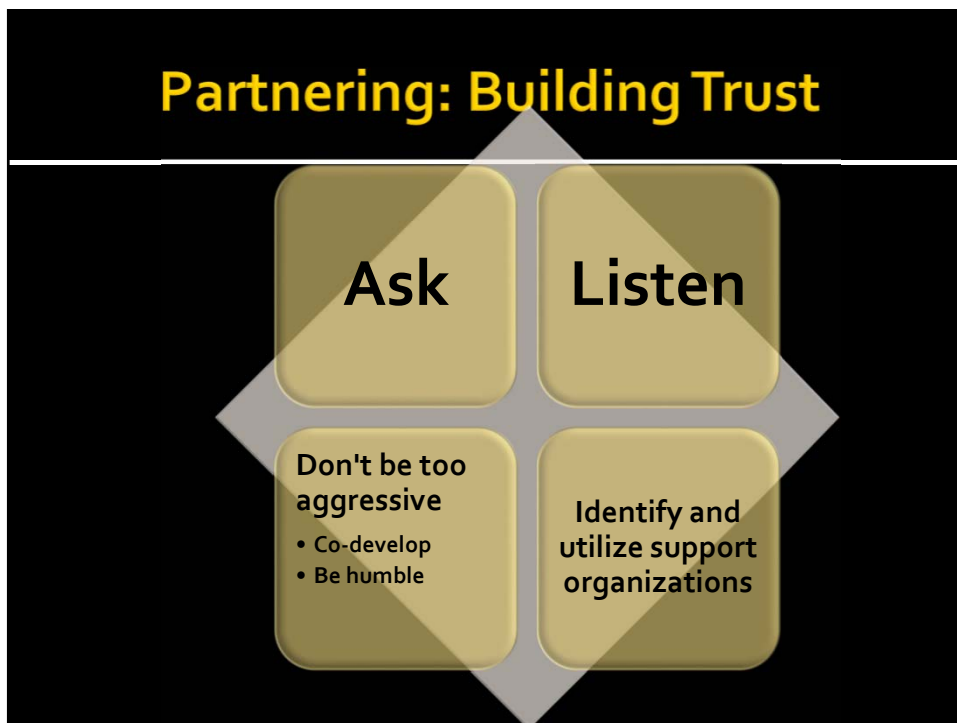 Partnering: Building Trust
Ask
Listen
Don't be too
aggressive
• Co-develop
• Be humble
Identify and
utilize support
organizations